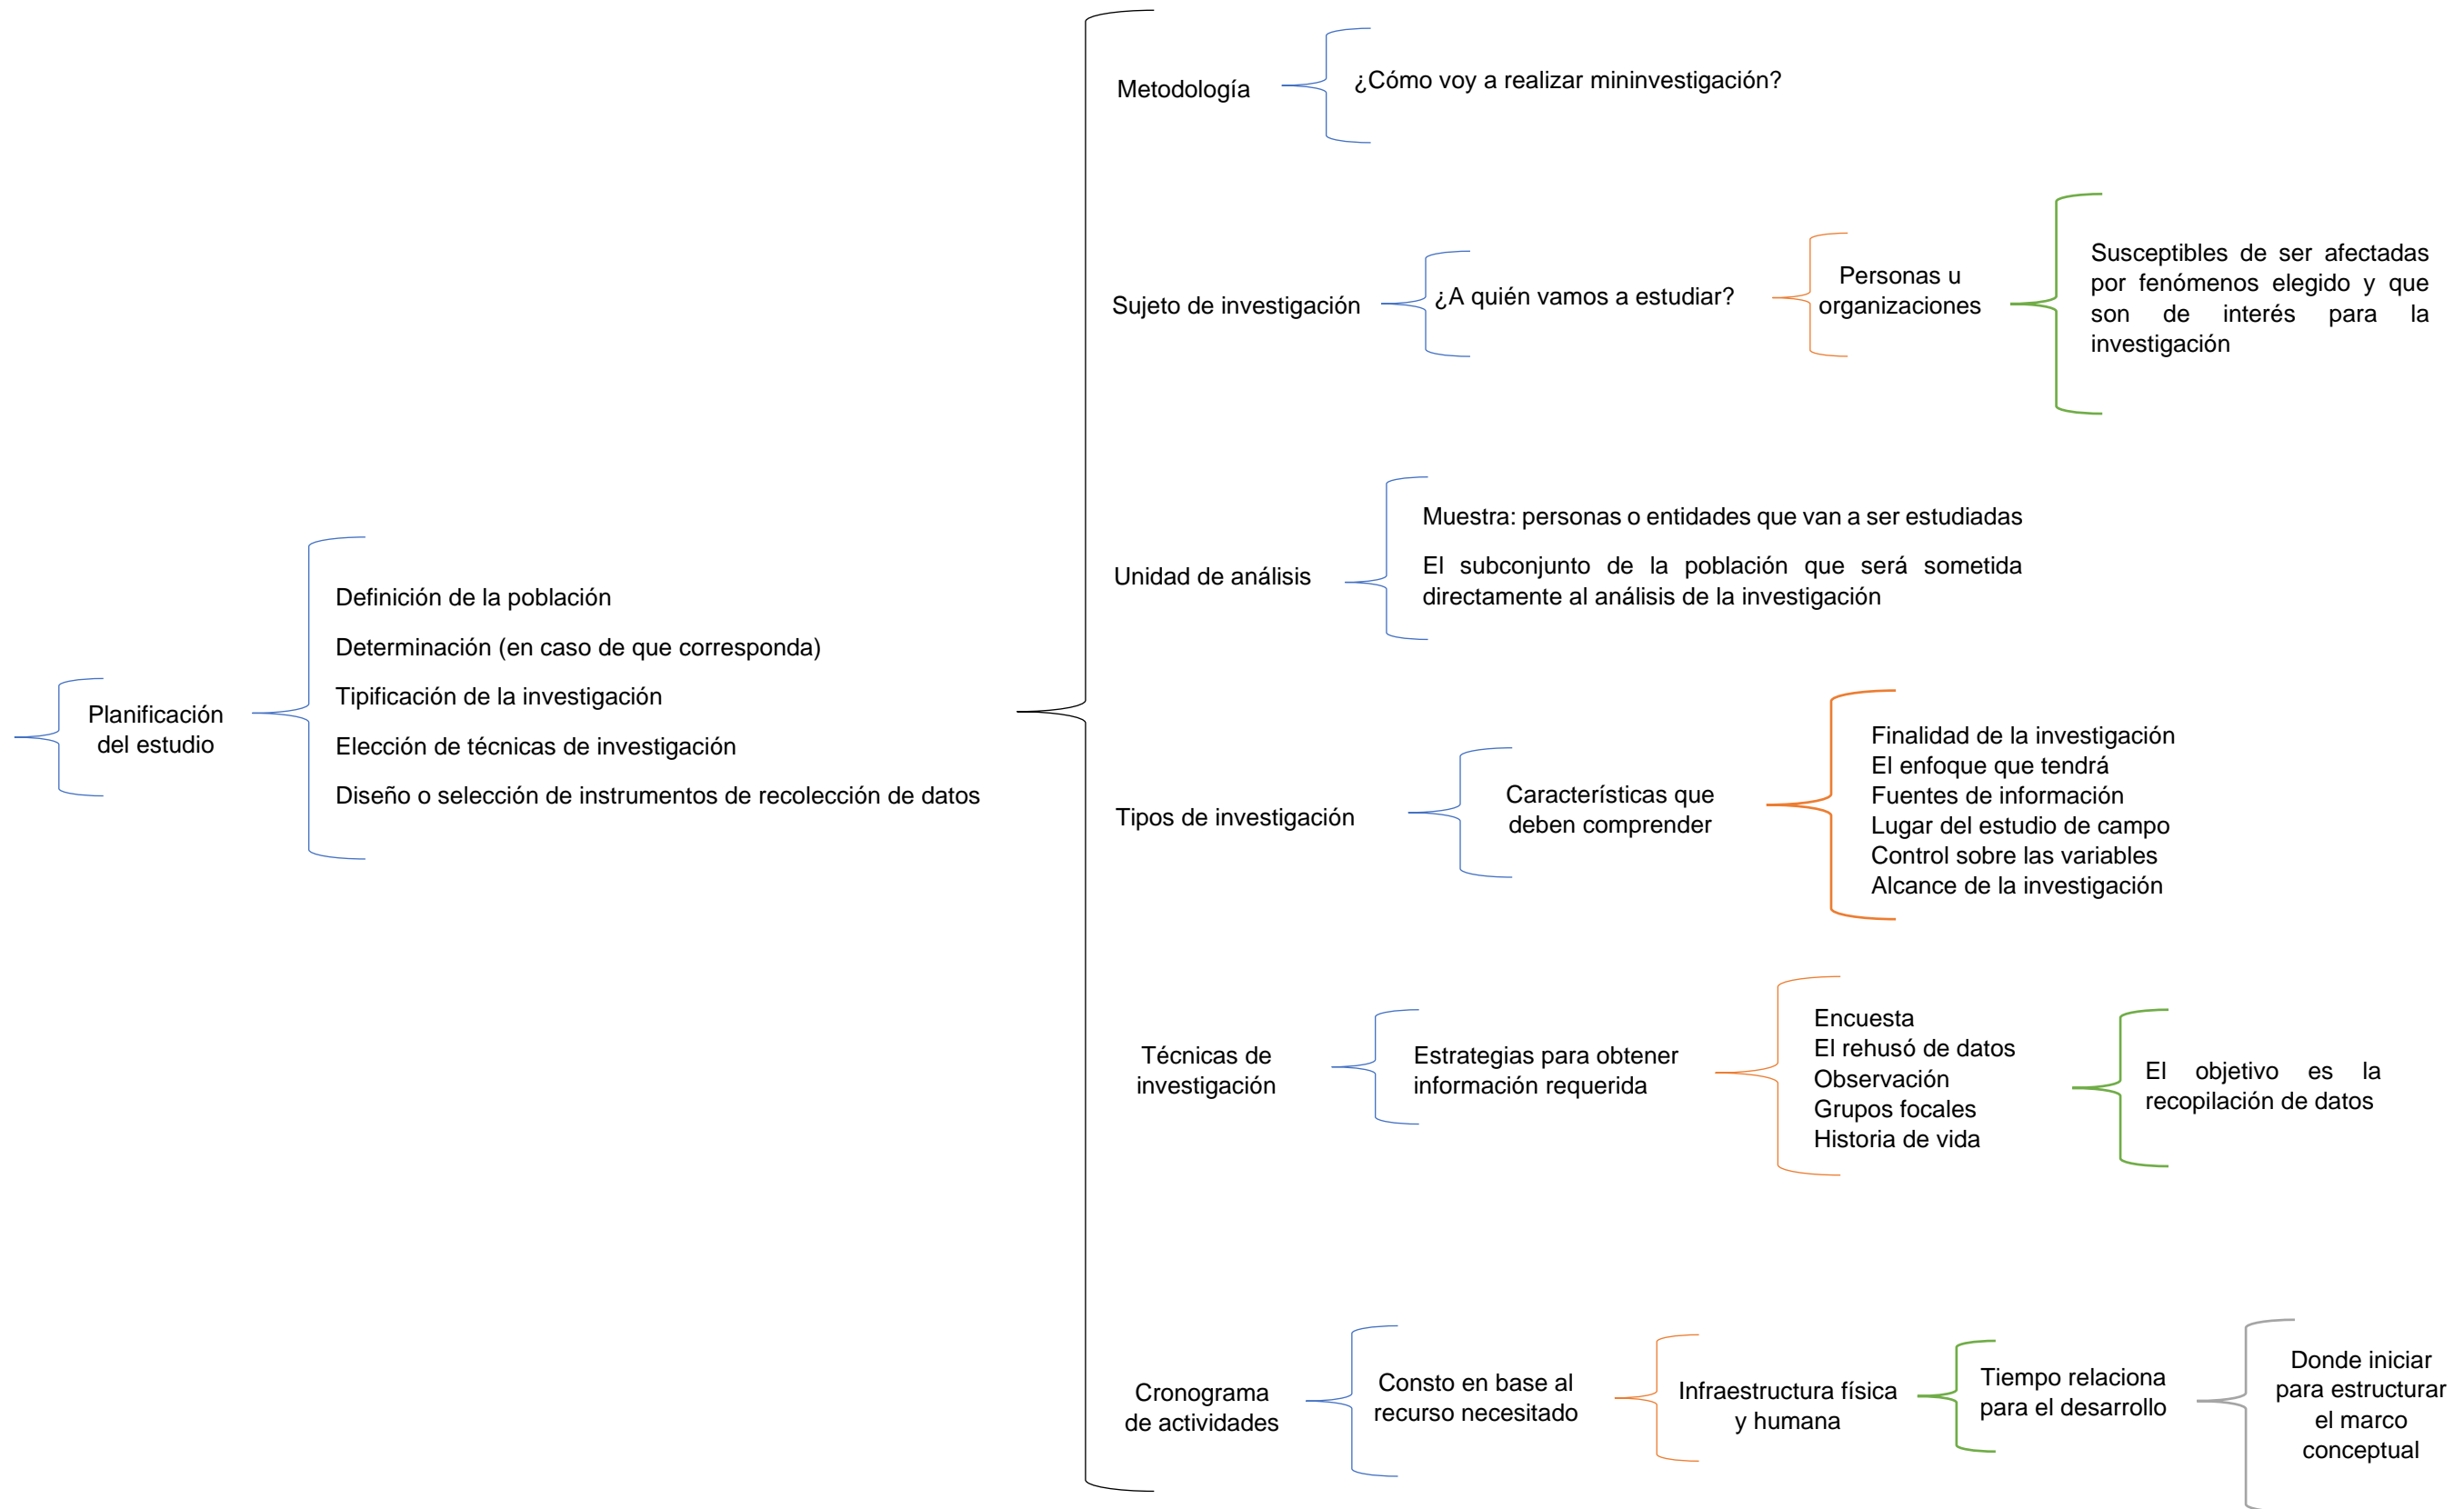 Planificación
del estudio
Definición de la población
Determinación (en caso de que corresponda)
Tipificación de la investigación
Elección de técnicas de investigación
Diseño o selección de instrumentos de recolección de datos
Metodología
¿Cómo voy a realizar mininvestigación?
Sujeto de investigación
¿A quién vamos a estudiar?
Personas u
organizaciones
Susceptibles de ser afectadas
por fenómenos elegido y que
son de interés para la
investigación
Unidad de análisis
Muestra: personas o entidades que van a ser estudiadas
El subconjunto de la población que será sometida
directamente al análisis de la investigación
Tipos de investigación
Características que
deben comprender
Finalidad de la investigación
El enfoque que tendrá
Fuentes de información
Lugar del estudio de campo
Control sobre las variables
Alcance de la investigación
Técnicas de
investigación
Estrategias para obtener
información requerida
Encuesta
El rehusó de datos
Observación
Grupos focales
Historia de vida
El objetivo es la
recopilación de datos
Cronograma
de actividades
Consto en base al
recurso necesitado
Infraestructura física
y humana
Tiempo relaciona
para el desarrollo
Donde iniciar
para estructurar
el marco
conceptual